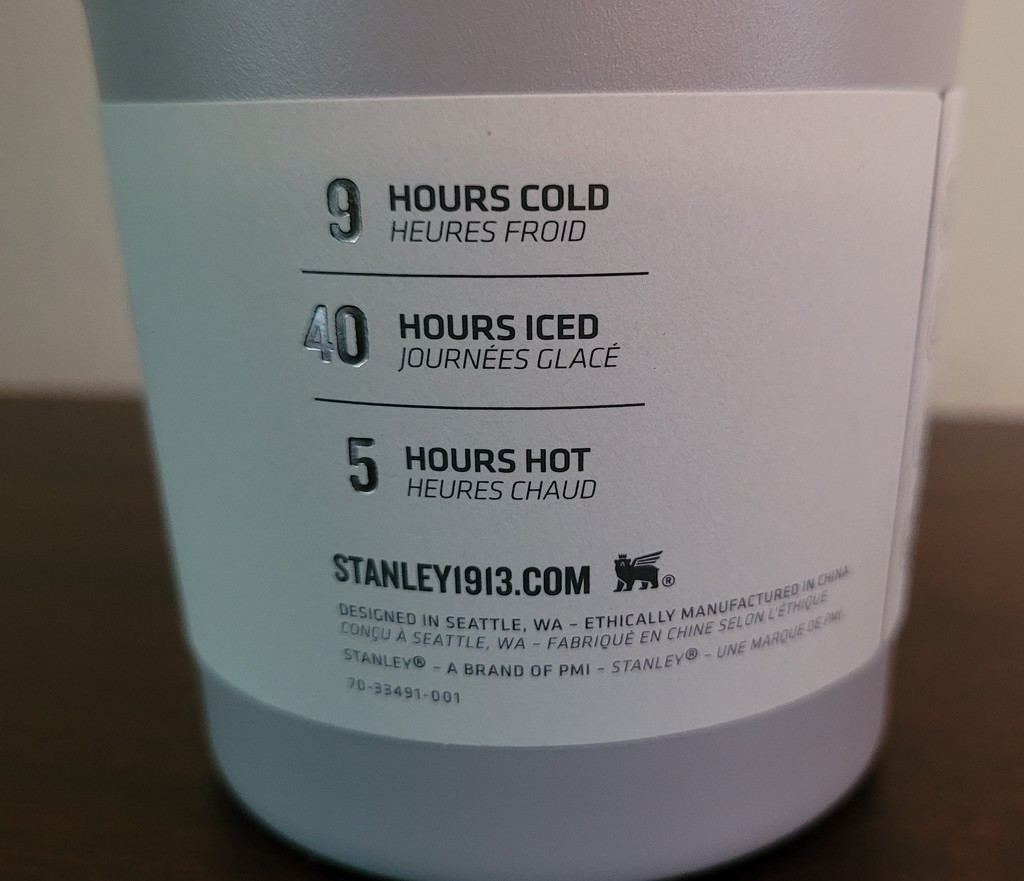 9 HOURS COLD
HEURES FROID
40 HOURS ICED
JOURNÉES GLACÉ
5 HOURS HOT
HEURES CHAUD
STANLEY1913.COM ®
DESIGNED IN SEATTLE, WA – ETHICALLY MANUFACTURED IN CHINA
CONÇU À SEATTLE, WA – FABRIQUÉ EN CHINE SELON L'ÉTHIQUE
STANLEY® – A BRAND OF PMI – STANLEY® – UNE MARQUE DE PMI
70-33491-001